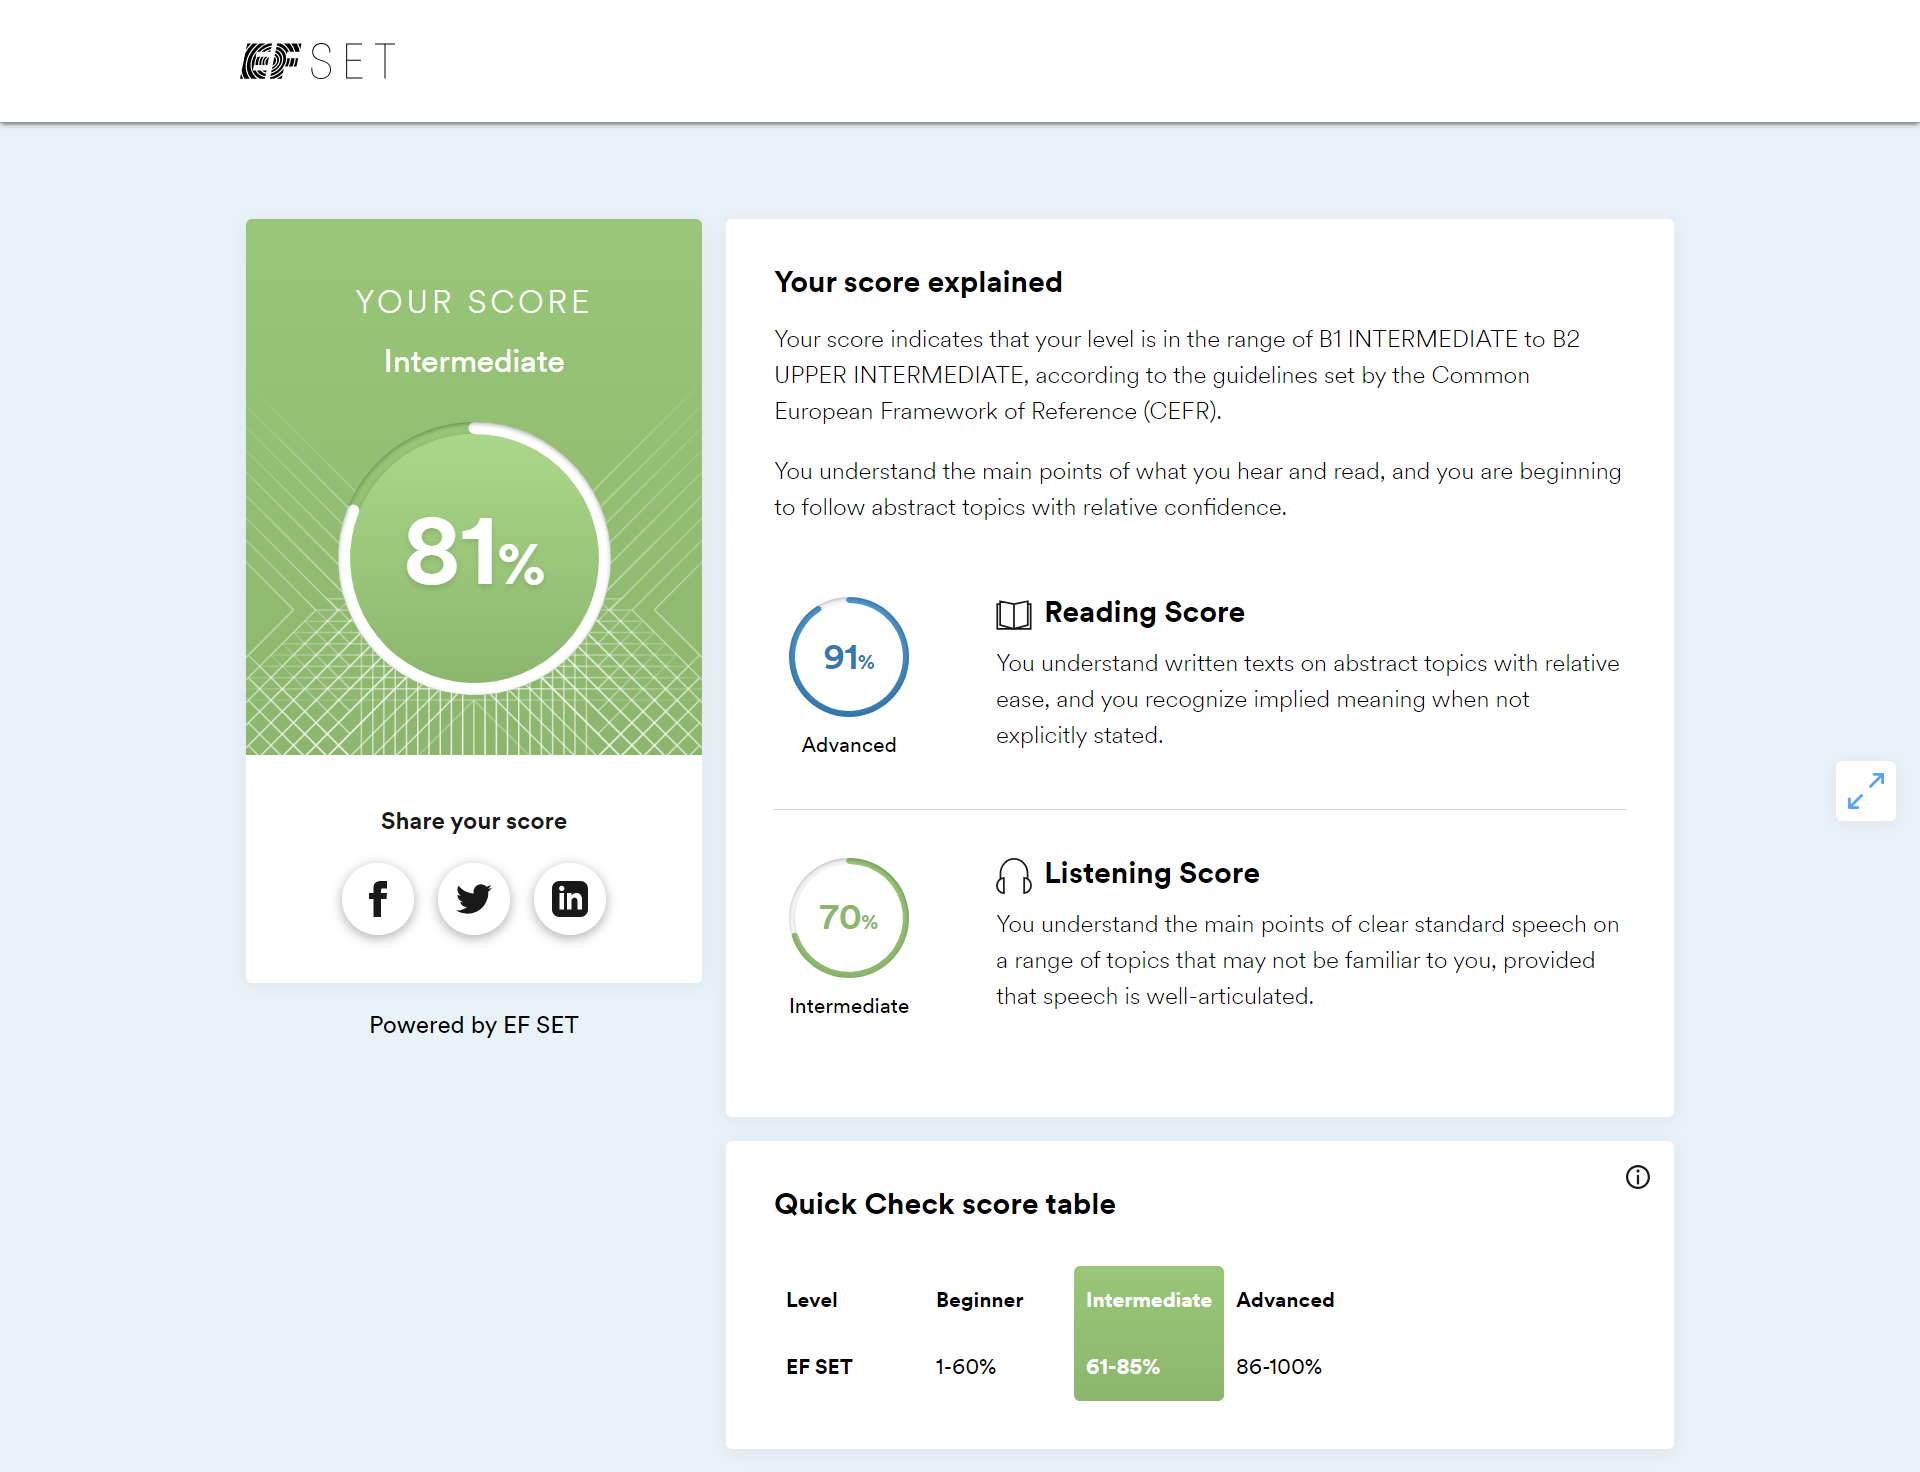 EF SET
YOUR SCORE
Intermediate
81%
Share your score
Powered by EF SET
Your score explained
Your score indicates that your level is in the range of B1 INTERMEDIATE to B2
UPPER INTERMEDIATE, according to the guidelines set by the Common
European Framework of Reference (CEFR).
You understand the main points of what you hear and read, and you are beginning
to follow abstract topics with relative confidence.
91%
Advanced
Reading Score
You understand written texts on abstract topics with relative
ease, and you recognize implied meaning when not
explicitly stated.
70%
Intermediate
Listening Score
You understand the main points of clear standard speech on
a range of topics that may not be familiar to you, provided
that speech is well-articulated.
Quick Check score table
Level Beginner Intermediate Advanced
EF SET 1-60% 61-85% 86-100%